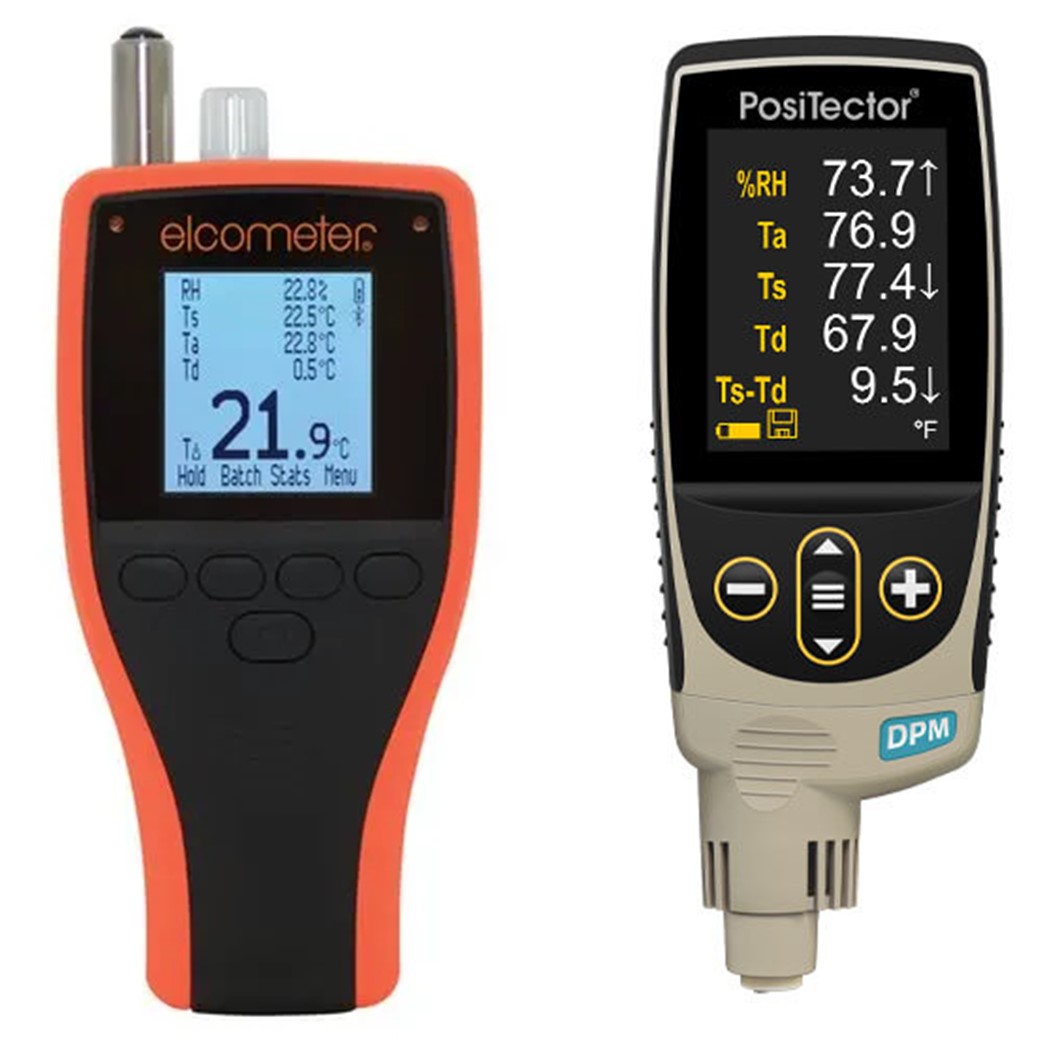 elcometer®
RH 22.8%
Ts 22.5°C
Ta 22.8°C
Td 0.5°C
TΔ 21.9°C
Hold Batch Stats Menu
PosiTector®
%RH 73.7↑
Ta 76.9
Ts 77.4↓
Td 67.9
Ts-Td 9.5↓
°F
DPM